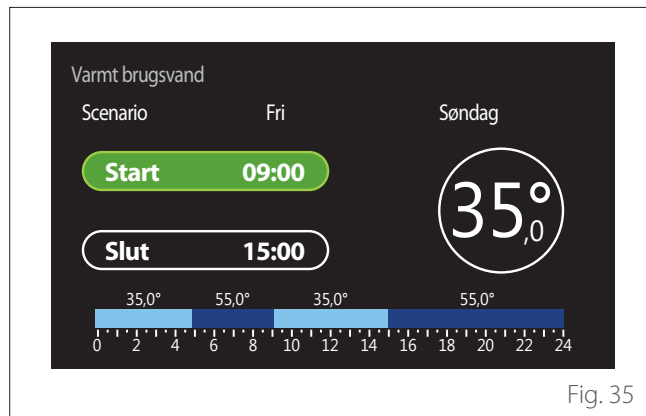 Varmt brugsvand
Scenario Fri Søndag
Start 09:00
35,0°
Slut 15:00
35,0° 55,0° 35,0° 55,0°
0 2 4 6 8 10 12 14 16 18 20 22 24
Fig. 35